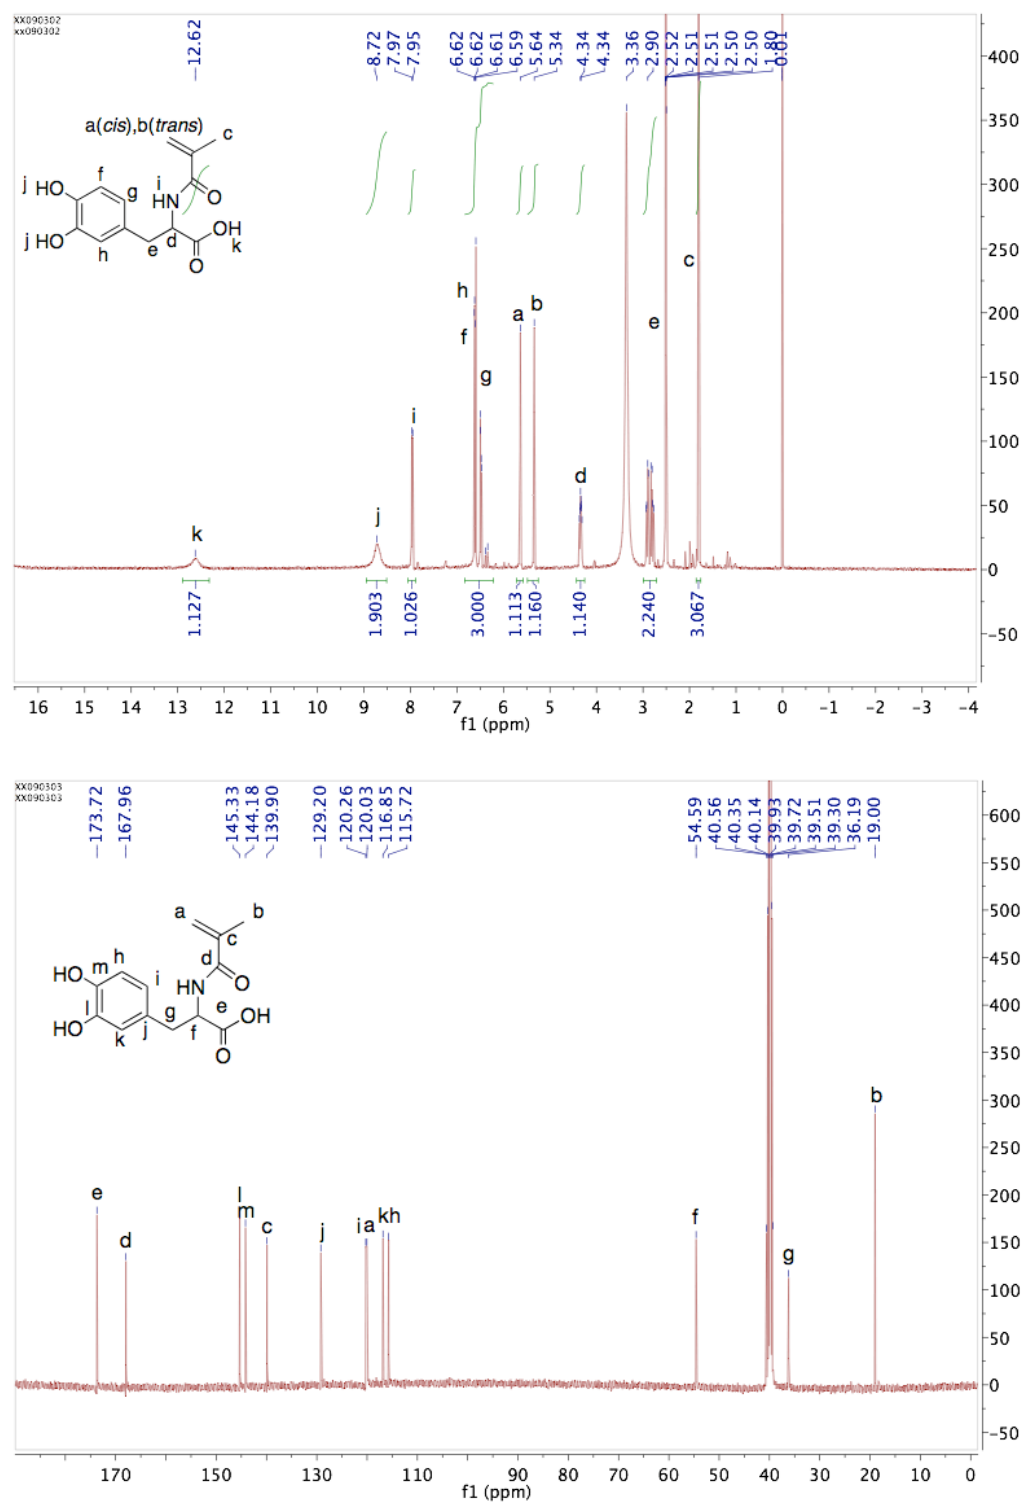 XX090302
xx090302
12.62
8.72
7.97
7.95
6.62
6.62
6.61
6.59
5.64
5.34
4.34
4.34
3.36
2.90
2.52
2.51
2.51
2.50
2.50
1.80
0.01
a(cis),b(trans)
c
j HO
f
g
i
HN
O
j HO
h
e
d
OH
k
O
k
j
i
h
f
g
a
b
d
e
c
400
350
300
250
200
150
100
50
0
-50
1.127
1.903
1.026
3.000
1.113
1.160
1.140
2.240
3.067
16 15 14 13 12 11 10 9 8 7 6 5 4 3 2 1 0 -1 -2 -3 -4
f1 (ppm)
XX090303
XX090303
173.72
167.96
145.33
144.18
139.90
129.20
120.26
120.03
116.85
115.72
54.59
40.56
40.35
40.14
39.93
39.72
39.51
39.30
36.19
19.00
a
b
c
d
HO
m
h
i
HN
O
l
HO
k
j
g
f
e
OH
O
e
d
l
m
c
j
i a
k h
f
g
b
600
550
500
450
400
350
300
250
200
150
100
50
0
-50
170 150 130 110 90 80 70 60 50 40 30 20 10 0
f1 (ppm)